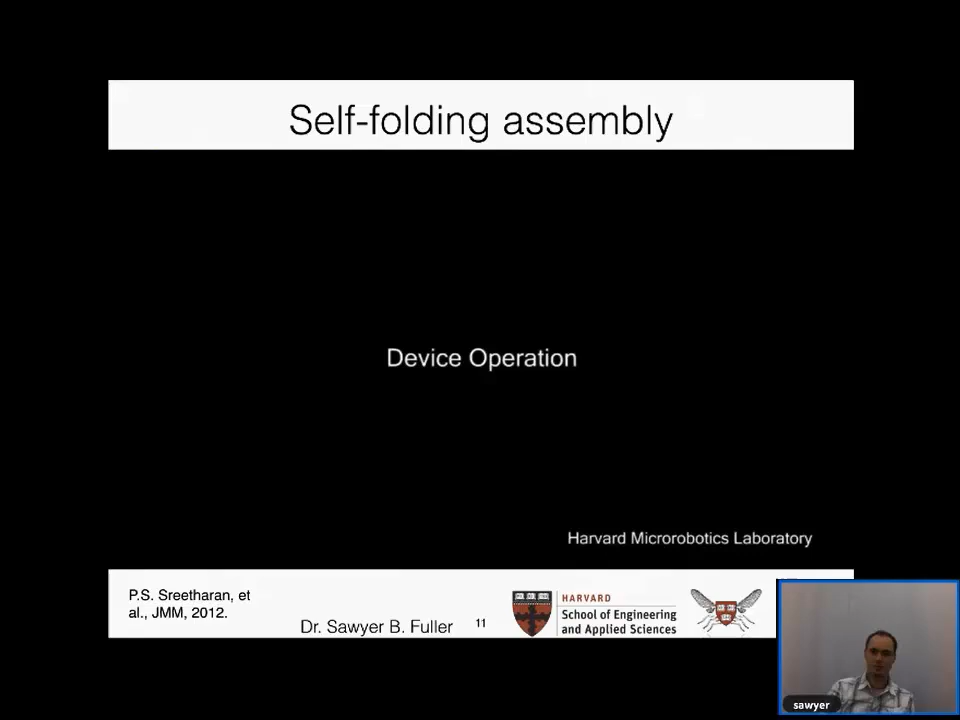 Self-folding assembly
Device Operation
Harvard Microrobotics Laboratory
P.S. Sreetharan, et
al., JMM, 2012.
Dr. Sawyer B. Fuller
11
HARVARD
School of Engineering
and Applied Sciences
sawyer